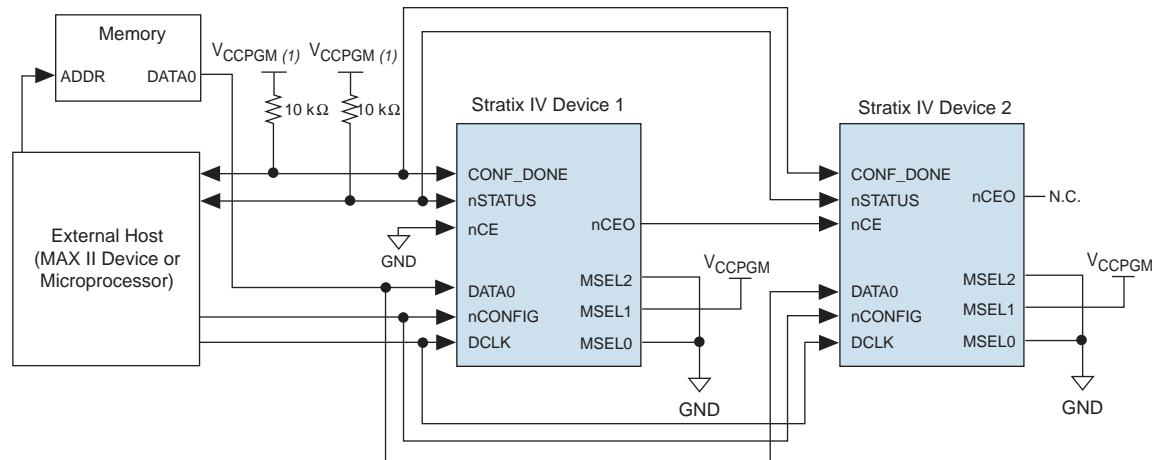 Memory
ADDR DATA0
VCCPGM (1) VCCPGM (1)
10 kΩ 10 kΩ
External Host
(MAX II Device or
Microprocessor)
GND
Stratix IV Device 1
CONF_DONE
nSTATUS
nCE
nCEO
DATA0
nCONFIG
DCLK
MSEL2
MSEL1
MSEL0
VCCPGM
GND
Stratix IV Device 2
CONF_DONE
nSTATUS
nCE
nCEO
N.C.
DATA0
nCONFIG
DCLK
MSEL2
MSEL1
MSEL0
VCCPGM
GND